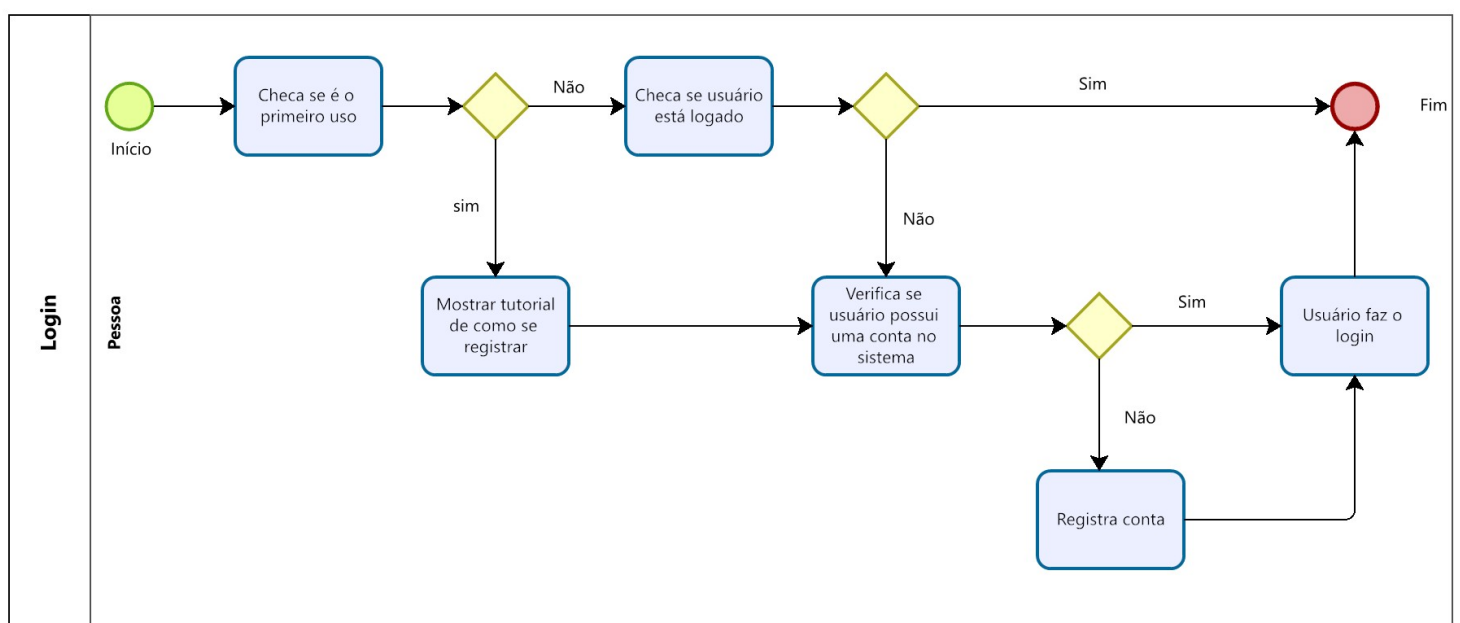 Login
Pessoa
Início
Checa se é o
primeiro uso
Não
sim
Checa se usuário
está logado
Sim
Fim
Não
Mostrar tutorial
de como se
registrar
Verifica se
usuário possui
uma conta no
sistema
Sim
Não
Usuário faz o
login
Registra conta